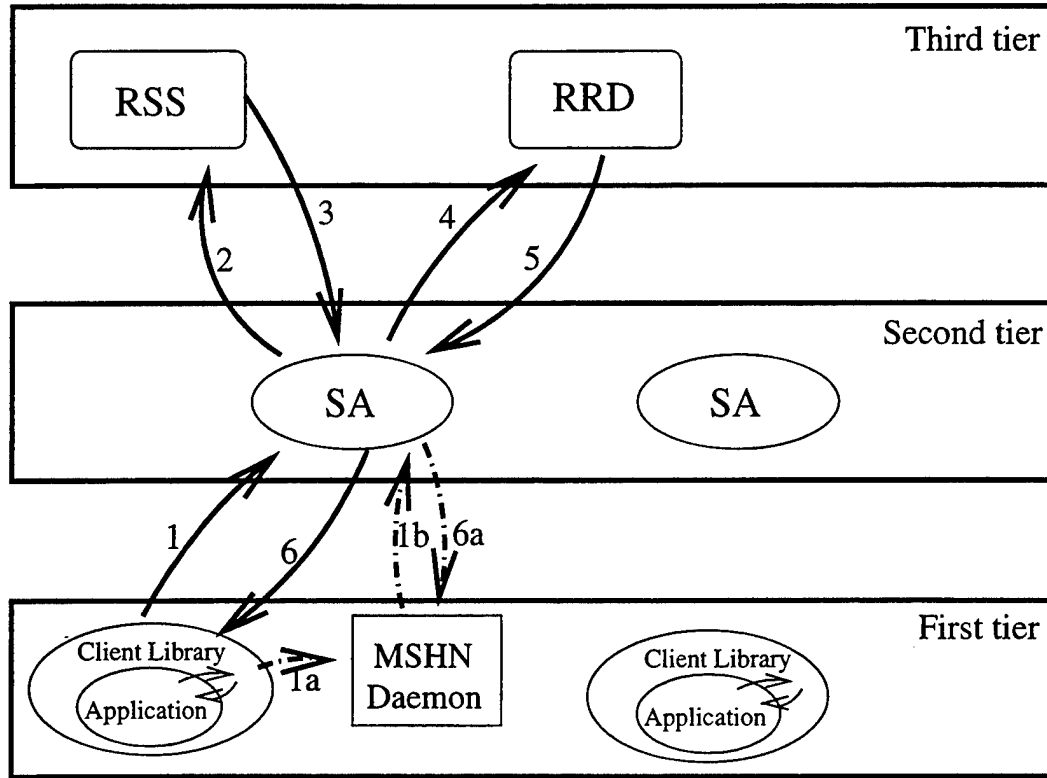 Third tier
RSS
RRD
3
4
2
5
Second tier
SA
SA
1
6
1b
6a
First tier
Client Library
Application
1a
MSHN
Daemon
Client Library
Application